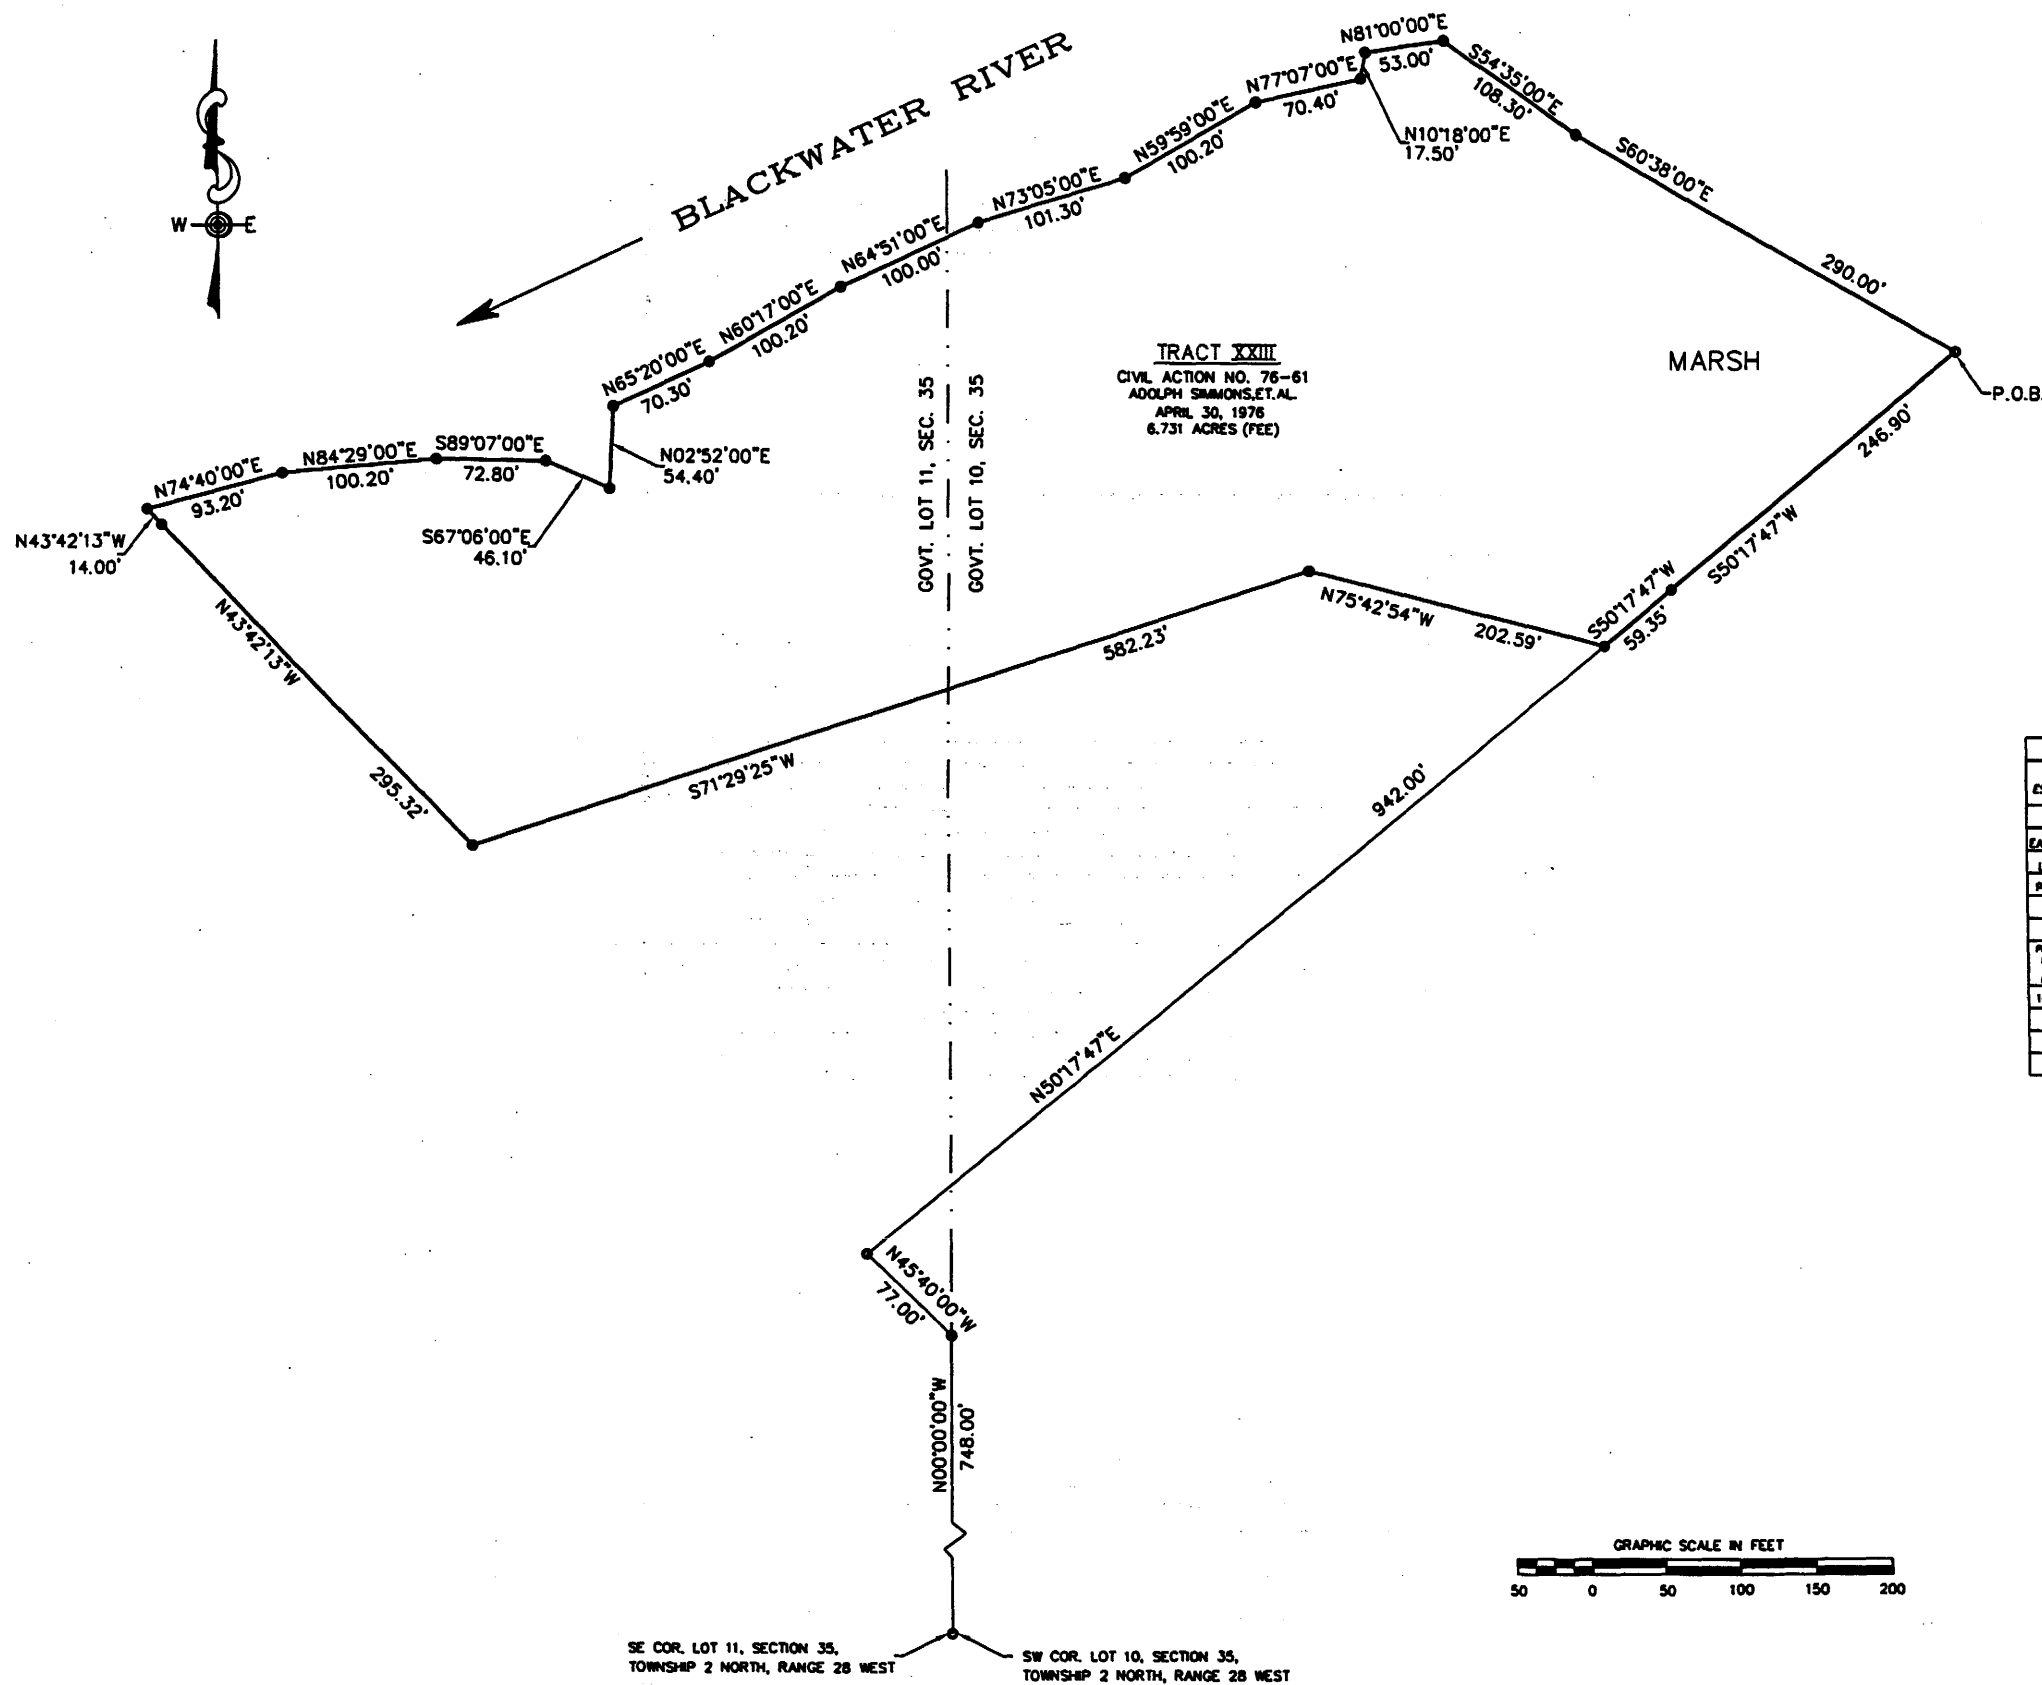 N81°00'00"E
53.00'
S54°35'00"E
108.30'
BLACKWATER RIVER
N77°07'00"E
70.40'
N10°18'00"E
17.50'
N59°59'00"E
100.20'
S60°38'00"E
290.00'
N73°05'00"E
101.30'
W E
N64°51'00"E
100.00'
N60°17'00"E
100.20'
N65°20'00"E
70.30'
TRACT XXIII
CIVIL ACTION NO. 76-61
ADOLPH SIMMONS,ET.AL.
APRIL 30, 1976
6.731 ACRES (FEE)
MARSH
P.O.B.
GOVT. LOT 11, SEC. 35
GOVT. LOT 10, SEC. 35
246.90'
S50°17'47"W
N02°52'00"E
54.40'
S89°07'00"E
72.80'
N84°29'00"E
100.20'
N74°40'00"E
93.20'
S67°06'00"E
46.10'
N43°42'13"W
14.00'
N43°42'13"W
295.32'
S50°17'47"W
59.35'
N75°42'54"W
202.59'
582.23'
S71°29'25"W
942.00'
N50°17'47"E
N45°40'00"W
77.00'
N00°00'00"W
748.00'
GRAPHIC SCALE IN FEET
50 0 50 100 150 200
SE COR. LOT 11, SECTION 35,
TOWNSHIP 2 NORTH, RANGE 28 WEST
SW COR. LOT 10, SECTION 35,
TOWNSHIP 2 NORTH, RANGE 28 WEST